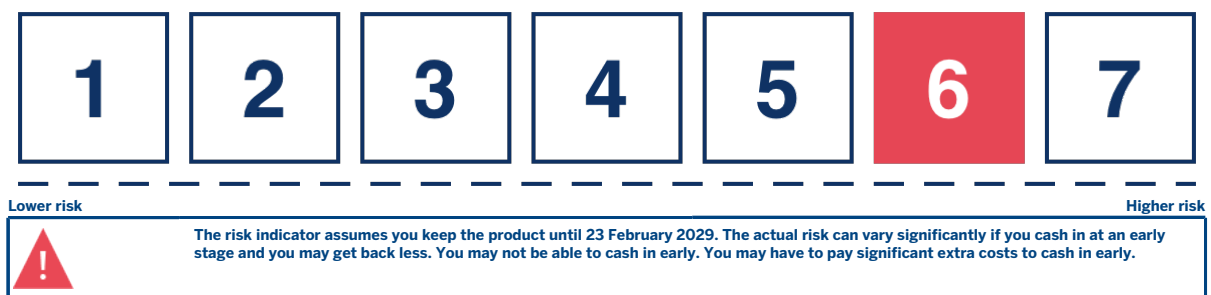 1 2 3 4 5 6 7
Lower risk Higher risk
!
The risk indicator assumes you keep the product until 23 February 2029. The actual risk can vary significantly if you cash in at an early
stage and you may get back less. You may not be able to cash in early. You may have to pay significant extra costs to cash in early.